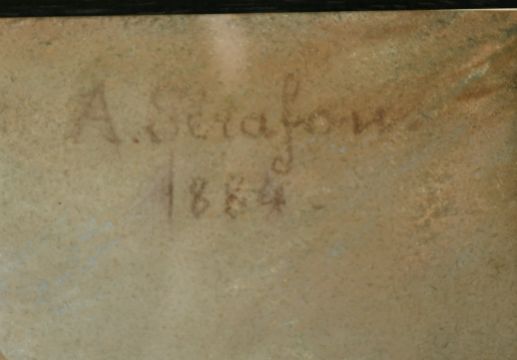 A. Serafon.
1884-